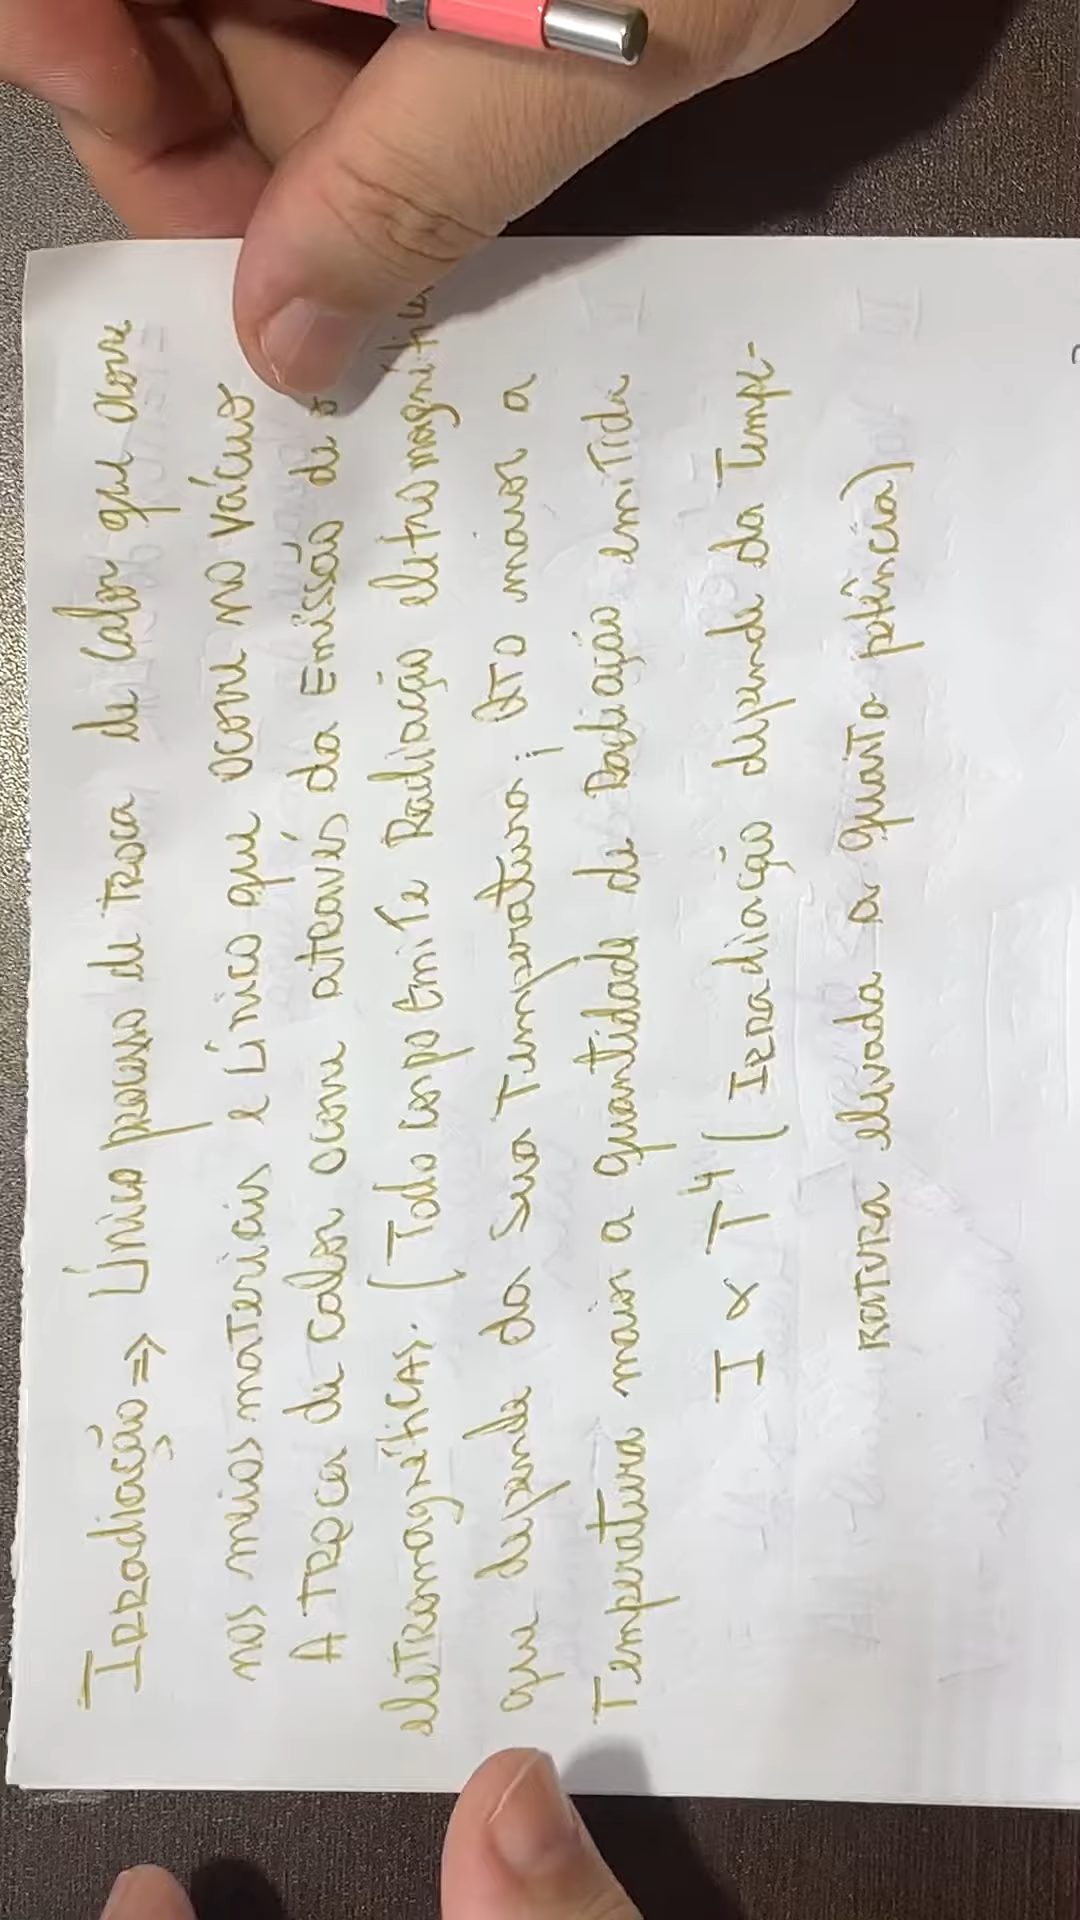 Irradiação => Único processo de troca de calor que ocorre
nos meios materiais e Único que ocorre no vácuo
A troca de calor ocorre através da Emissão de
eletromagnéticas. (Todo corpo emite Radiação eletromagnética
que depende da sua Temperatura; qto maior a
Temperatura maior a quantidade de Radiação emitida
I α T⁴ (Irradiação depende da Tempe-
ratura elevada a quarta potência)